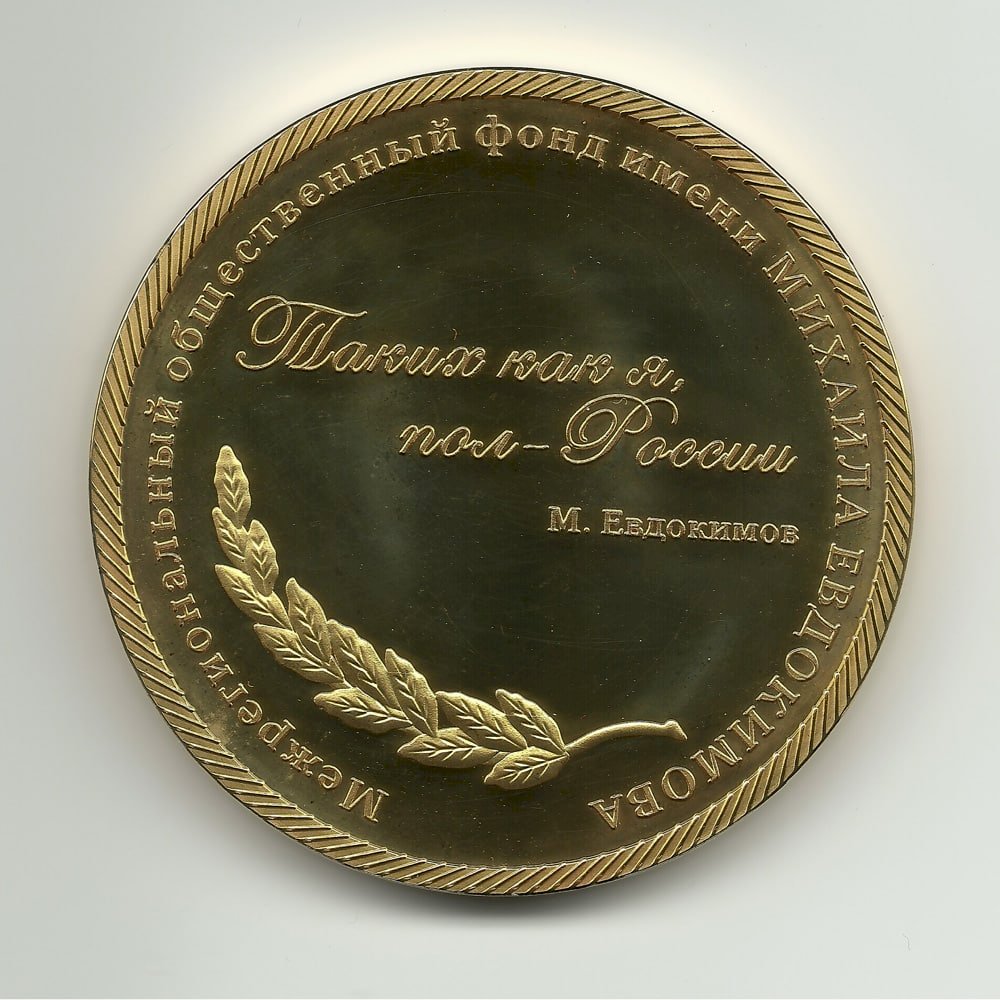 Межрегиональный общественный фонд имени МИХАИЛА ЕВДОКИМОВА
Таких как я,
пол-России
М. Евдокимов